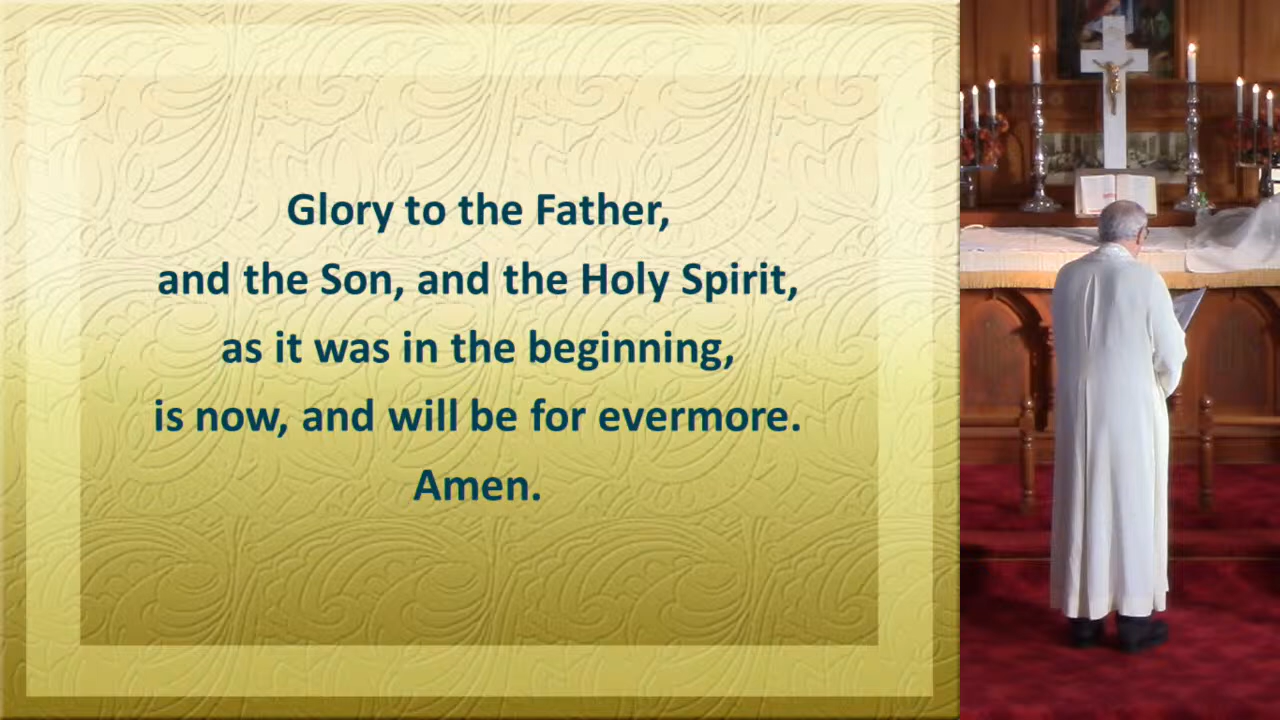 Glory to the Father,
and the Son, and the Holy Spirit,
as it was in the beginning,
is now, and will be for evermore.
Amen.